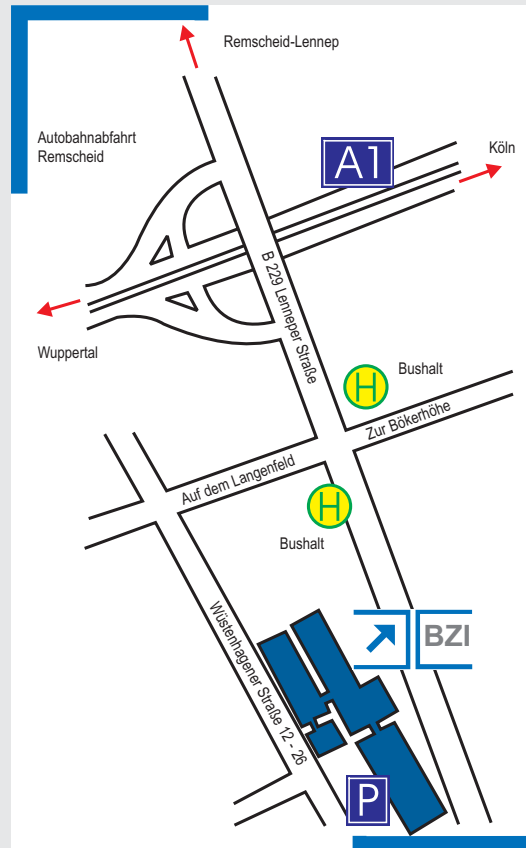 Remscheid-Lennep
Autobahnabfahrt
Remscheid
A1
Köln
B 229 Lenneper Straße
Wuppertal
H
Bushalt
Zur Bökerhöhe
Auf dem Langenfeld
H
Bushalt
BZI
Wüstenhagener Straße 12 - 26
P